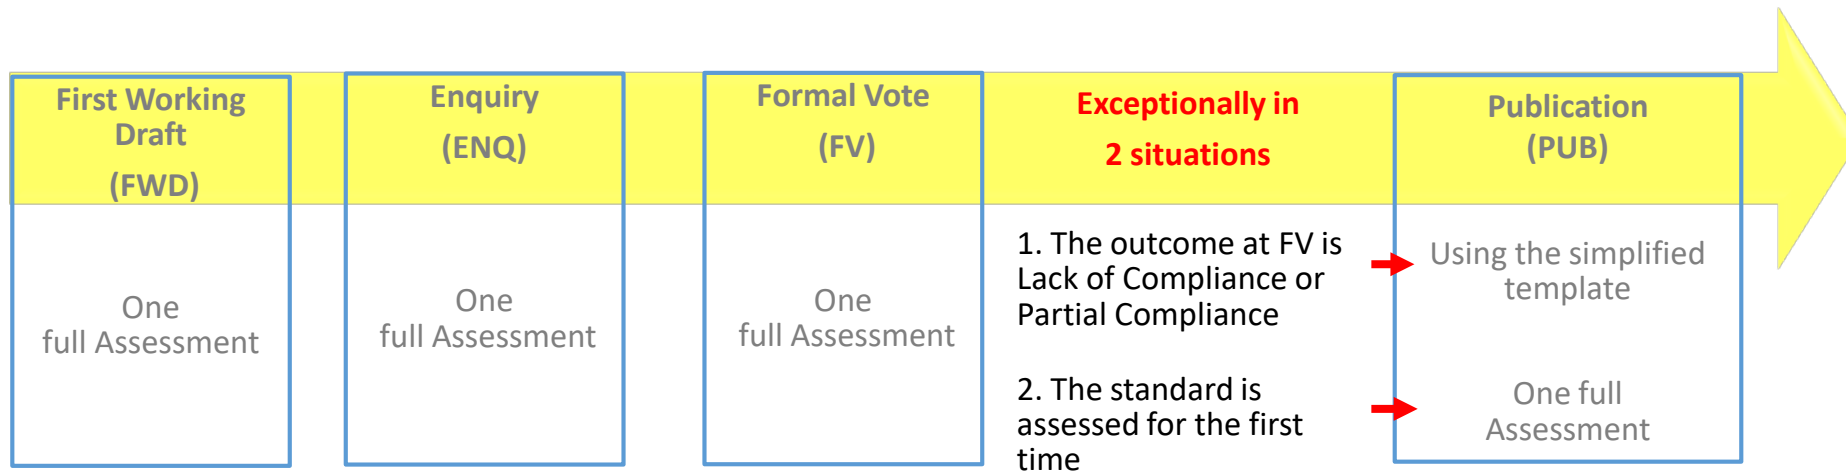 First Working
Draft
(FWD)
One
full Assessment
Enquiry
(ENQ)
One
full Assessment
Formal Vote
(FV)
One
full Assessment
Exceptionally in
2 situations
1. The outcome at FV is
Lack of Compliance or
Partial Compliance
2. The standard is
assessed for the first
time
Publication
(PUB)
Using the simplified
template
One full
Assessment